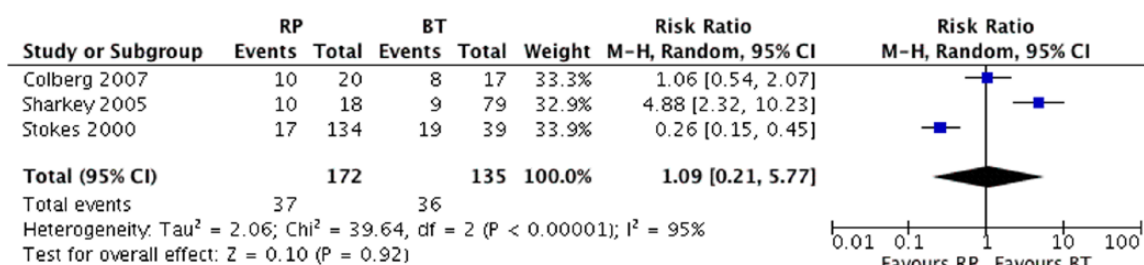 RP BT Risk Ratio Risk Ratio
Study or Subgroup Events Total Events Total Weight M-H, Random, 95% CI M-H, Random, 95% CI
Colberg 2007 10 20 8 17 33.3% 1.06 [0.54, 2.07]
Sharkey 2005 10 18 9 79 32.9% 4.88 [2.32, 10.23]
Stokes 2000 17 134 19 39 33.9% 0.26 [0.15, 0.45]
Total (95% CI) 172 135 100.0% 1.09 [0.21, 5.77]
Total events 37 36
Heterogeneity: Tau² = 2.06; Chi² = 39.64, df = 2 (P < 0.00001); I² = 95%
Test for overall effect: Z = 0.10 (P = 0.92)
0.01 0.1 1 10 100
Favours RP Favours BT